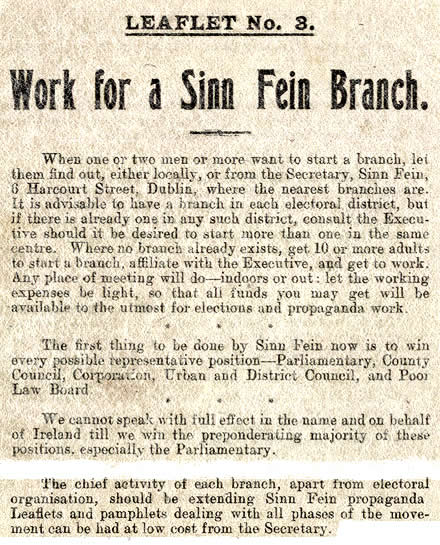 LEAFLET No. 3.
Work for a Sinn Fein Branch.
When one or two men or more want to start a branch, let
them find out, either locally, or from the Secretary, Sinn Fein,
6 Harcourt Street, Dublin, where the nearest branches are.
It is advisable to have a branch in each electoral district, but
if there is already one in any such district, consult the Execu-
tive should it be desired to start more than one in the same
centre. Where no branch already exists, get 10 or more adults
to start a branch, affiliate with the Executive, and get to work.
Any place of meeting will do—indoors or out: let the working
expenses be light, so that all funds you may get will be
available to the utmost for elections and propaganda work.
* * * *
The first thing to be done by Sinn Fein now is to win
every possible representative position—Parliamentary, County
Council, Corporation, Urban and District Council, and Poor
Law Board
* * * *
We cannot speak with full effect in the name and on behalf
of Ireland till we win the preponderating majority of these
positions, especially the Parliamentary.
The chief activity of each branch, apart from electoral
organisation, should be extending Sinn Fein propaganda
Leaflets and pamphlets dealing with all phases of the move-
ment can be had at low cost from the Secretary.